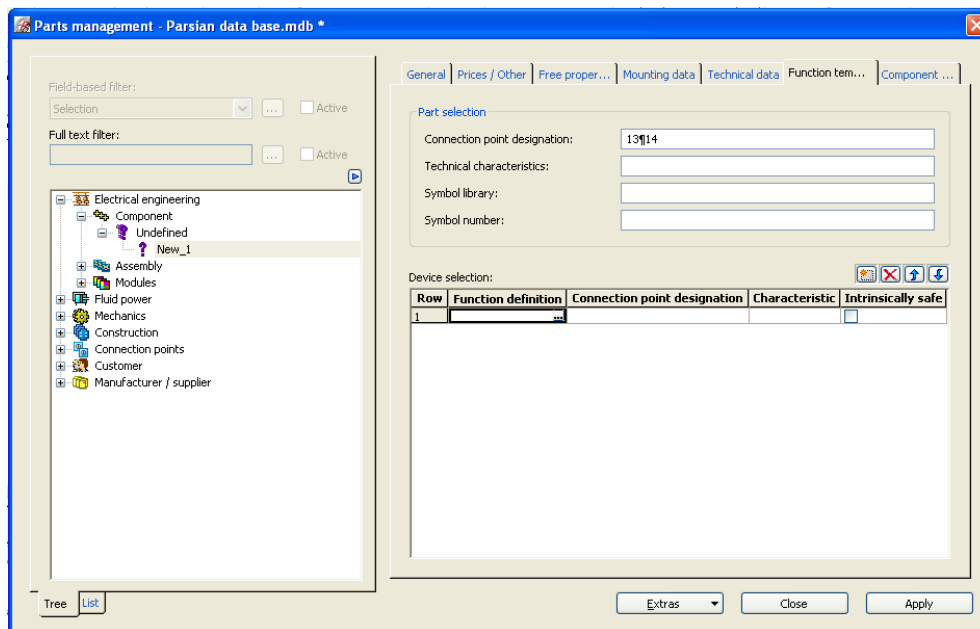 Parts management - Parsian data base.mdb *
General Prices / Other Free proper... Mounting data Technical data Function tem... Component ...
Field-based filter:
Selection ... Active
Full text filter:
... Active
Part selection
Connection point designation: 13¶14
Technical characteristics:
Symbol library:
Symbol number:
Electrical engineering
Component
Undefined
? New_1
Assembly
Modules
Fluid power
Mechanics
Construction
Connection points
Customer
Manufacturer / supplier
Device selection:
Row Function definition Connection point designation Characteristic Intrinsically safe
1 ...
Tree List
Extras Close Apply